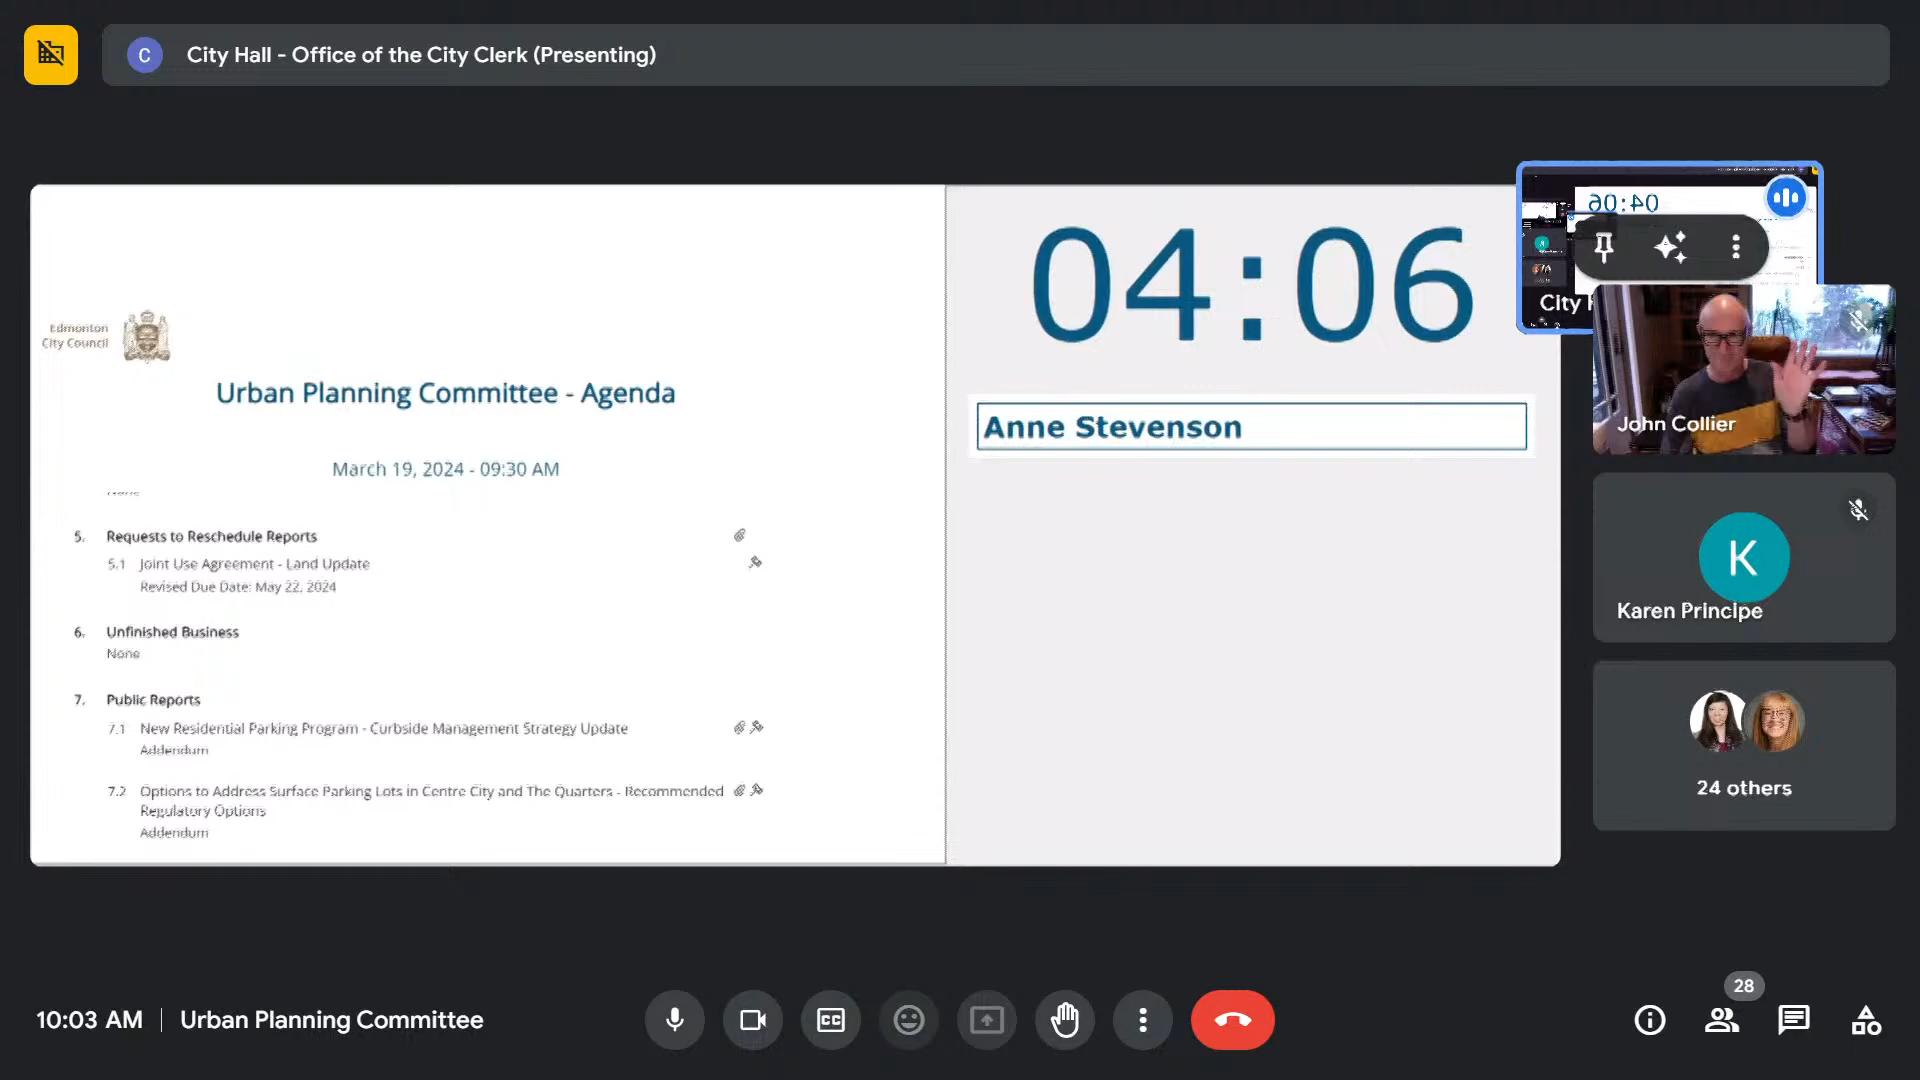 City Hall - Office of the City Clerk (Presenting)
C
Edmonton
City Council
Urban Planning Committee - Agenda
March 19, 2024 - 09:30 AM
5. Requests to Reschedule Reports
5.1 Joint Use Agreement - Land Update
Revised Due Date: May 22, 2024
6. Unfinished Business
None
7. Public Reports
7.1 New Residential Parking Program - Curbside Management Strategy Update
Addendum
7.2 Options to Address Surface Parking Lots in Centre City and The Quarters - Recommended
Regulatory Options
Addendum
04:06
Anne Stevenson
04:06
City
John Collier
K
Karen Principe
24 others
10:03 AM
Urban Planning Committee
CC
28